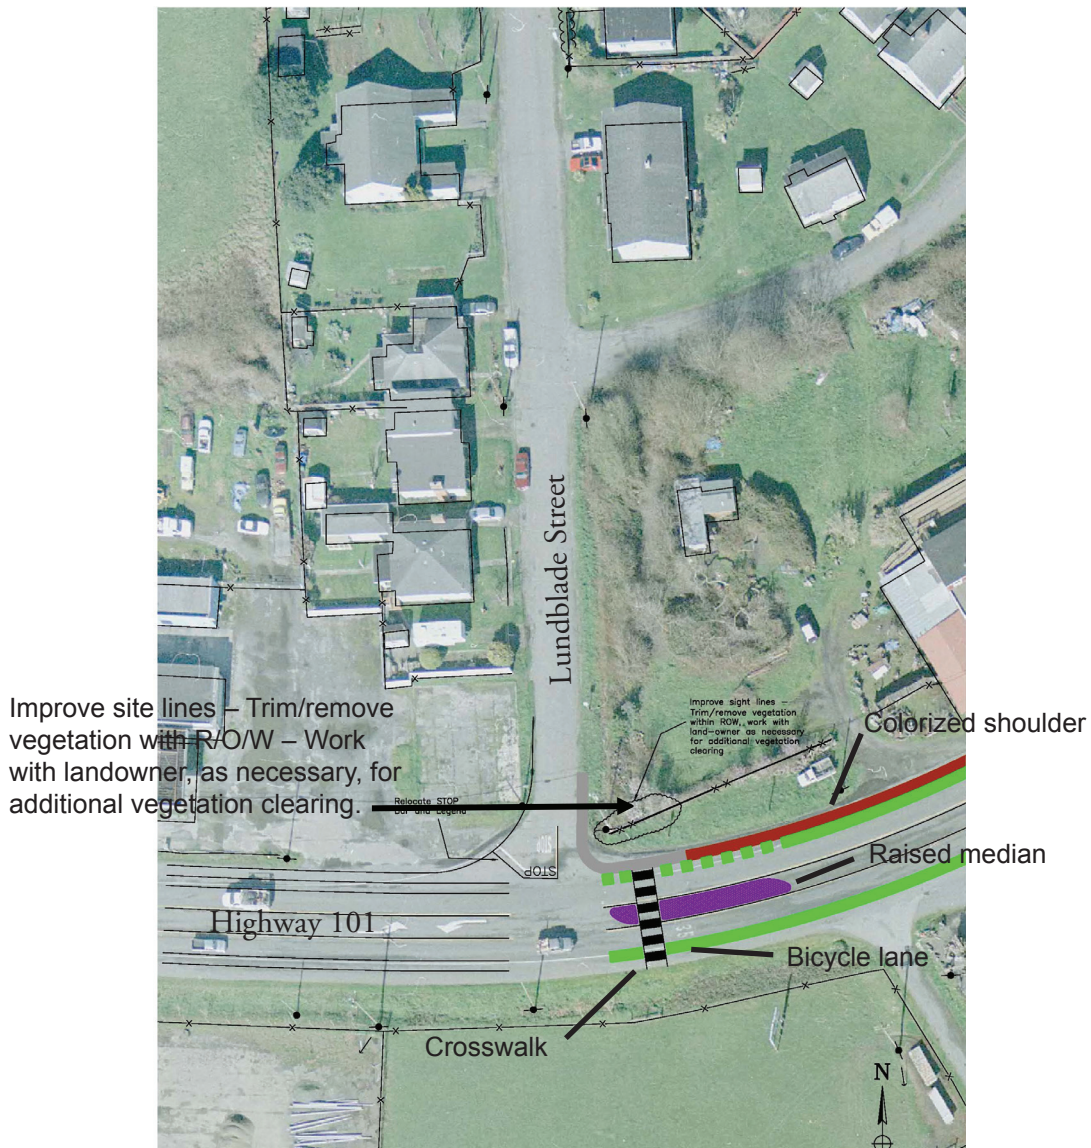 Lundblade Street
Improve site lines – Trim/remove
vegetation with R/O/W – Work
with landowner, as necessary, for
additional vegetation clearing.
Improve sight lines –
Trim/remove vegetation
within ROW, work with
land-owner as necessary
for additional vegetation
clearing
Colorized shoulder
Relocate STOP
Bar and Legend
STOP
Raised median
Highway 101
35
Bicycle lane
Crosswalk
N